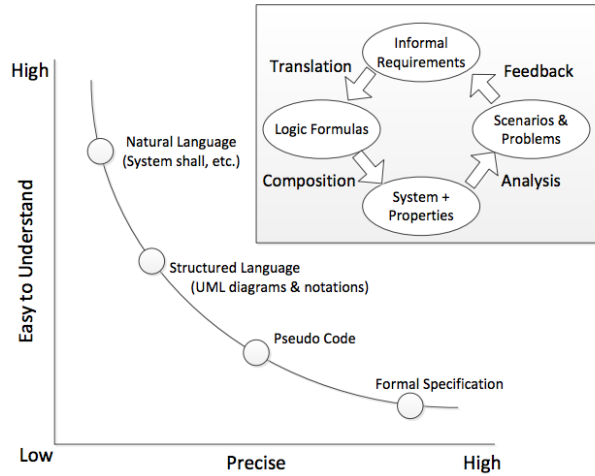 High
Easy to Understand
Low
Precise
High
Natural Language
(System shall, etc.)
Structured Language
(UML diagrams & notations)
Pseudo Code
Formal Specification
Informal
Requirements
Translation
Feedback
Logic Formulas
Scenarios &
Problems
Composition
Analysis
System +
Properties